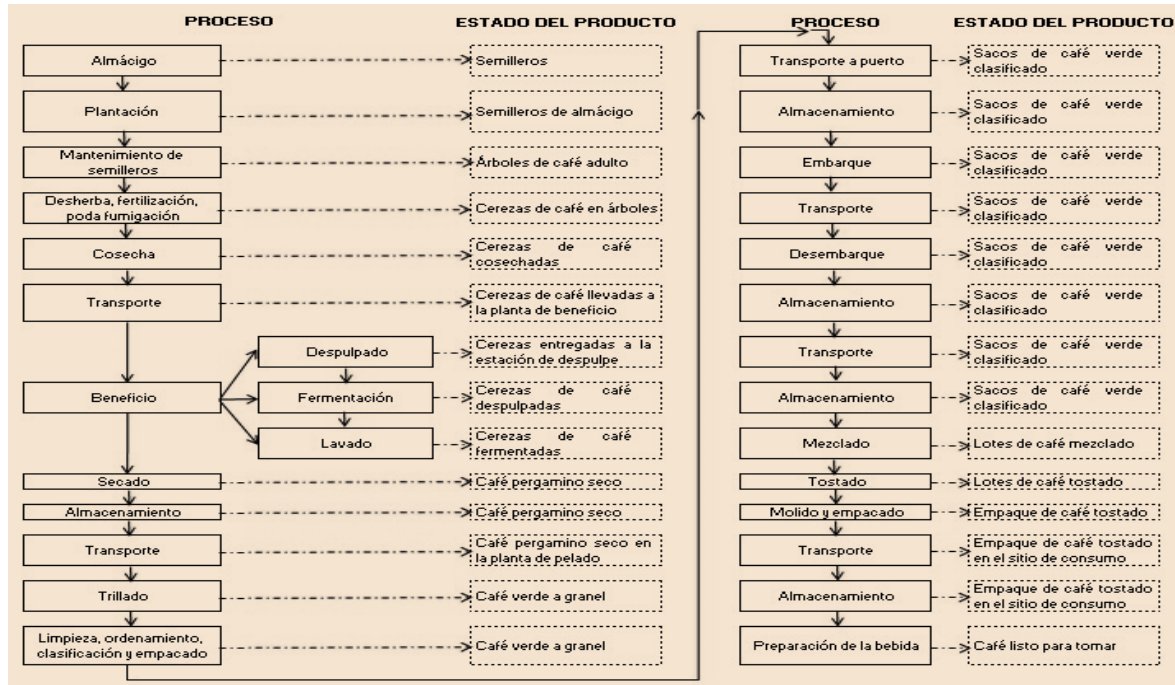 PROCESO
ESTADO DEL PRODUCTO
Almácigo
Semilleros
Plantación
Semilleros de almácigo
Mantenimiento de
semilleros
Árboles de café adulto
Desherba, fertilización,
poda fumigación
Cerezas de café en árboles
Cosecha
Cerezas de café
cosechadas
Transporte
Cerezas de café llevadas a
la planta de beneficio
Beneficio
Despulpado
Cerezas entregadas a la
estación de despulpe
Fermentación
Cerezas de café
despulpadas
Lavado
Cerezas de café
fermentadas
Secado
Café pergamino seco
Almacenamiento
Café pergamino seco
Transporte
Café pergamino seco en
la planta de pelado
Trillado
Café verde a granel
Limpieza, ordenamiento,
clasificación y empacado
Café verde a granel
PROCESO
ESTADO DEL PRODUCTO
Transporte a puerto
Sacos de café verde
clasificado
Almacenamiento
Sacos de café verde
clasificado
Embarque
Sacos de café verde
clasificado
Transporte
Sacos de café verde
clasificado
Desembarque
Sacos de café verde
clasificado
Almacenamiento
Sacos de café verde
clasificado
Transporte
Sacos de café verde
clasificado
Almacenamiento
Sacos de café verde
clasificado
Mezclado
Lotes de café mezclado
Tostado
Lotes de café tostado
Molido y empacado
Empaque de café tostado
Transporte
Empaque de café tostado
en el sitio de consumo
Almacenamiento
Empaque de café tostado
en el sitio de consumo
Preparación de la bebida
Café listo para tomar